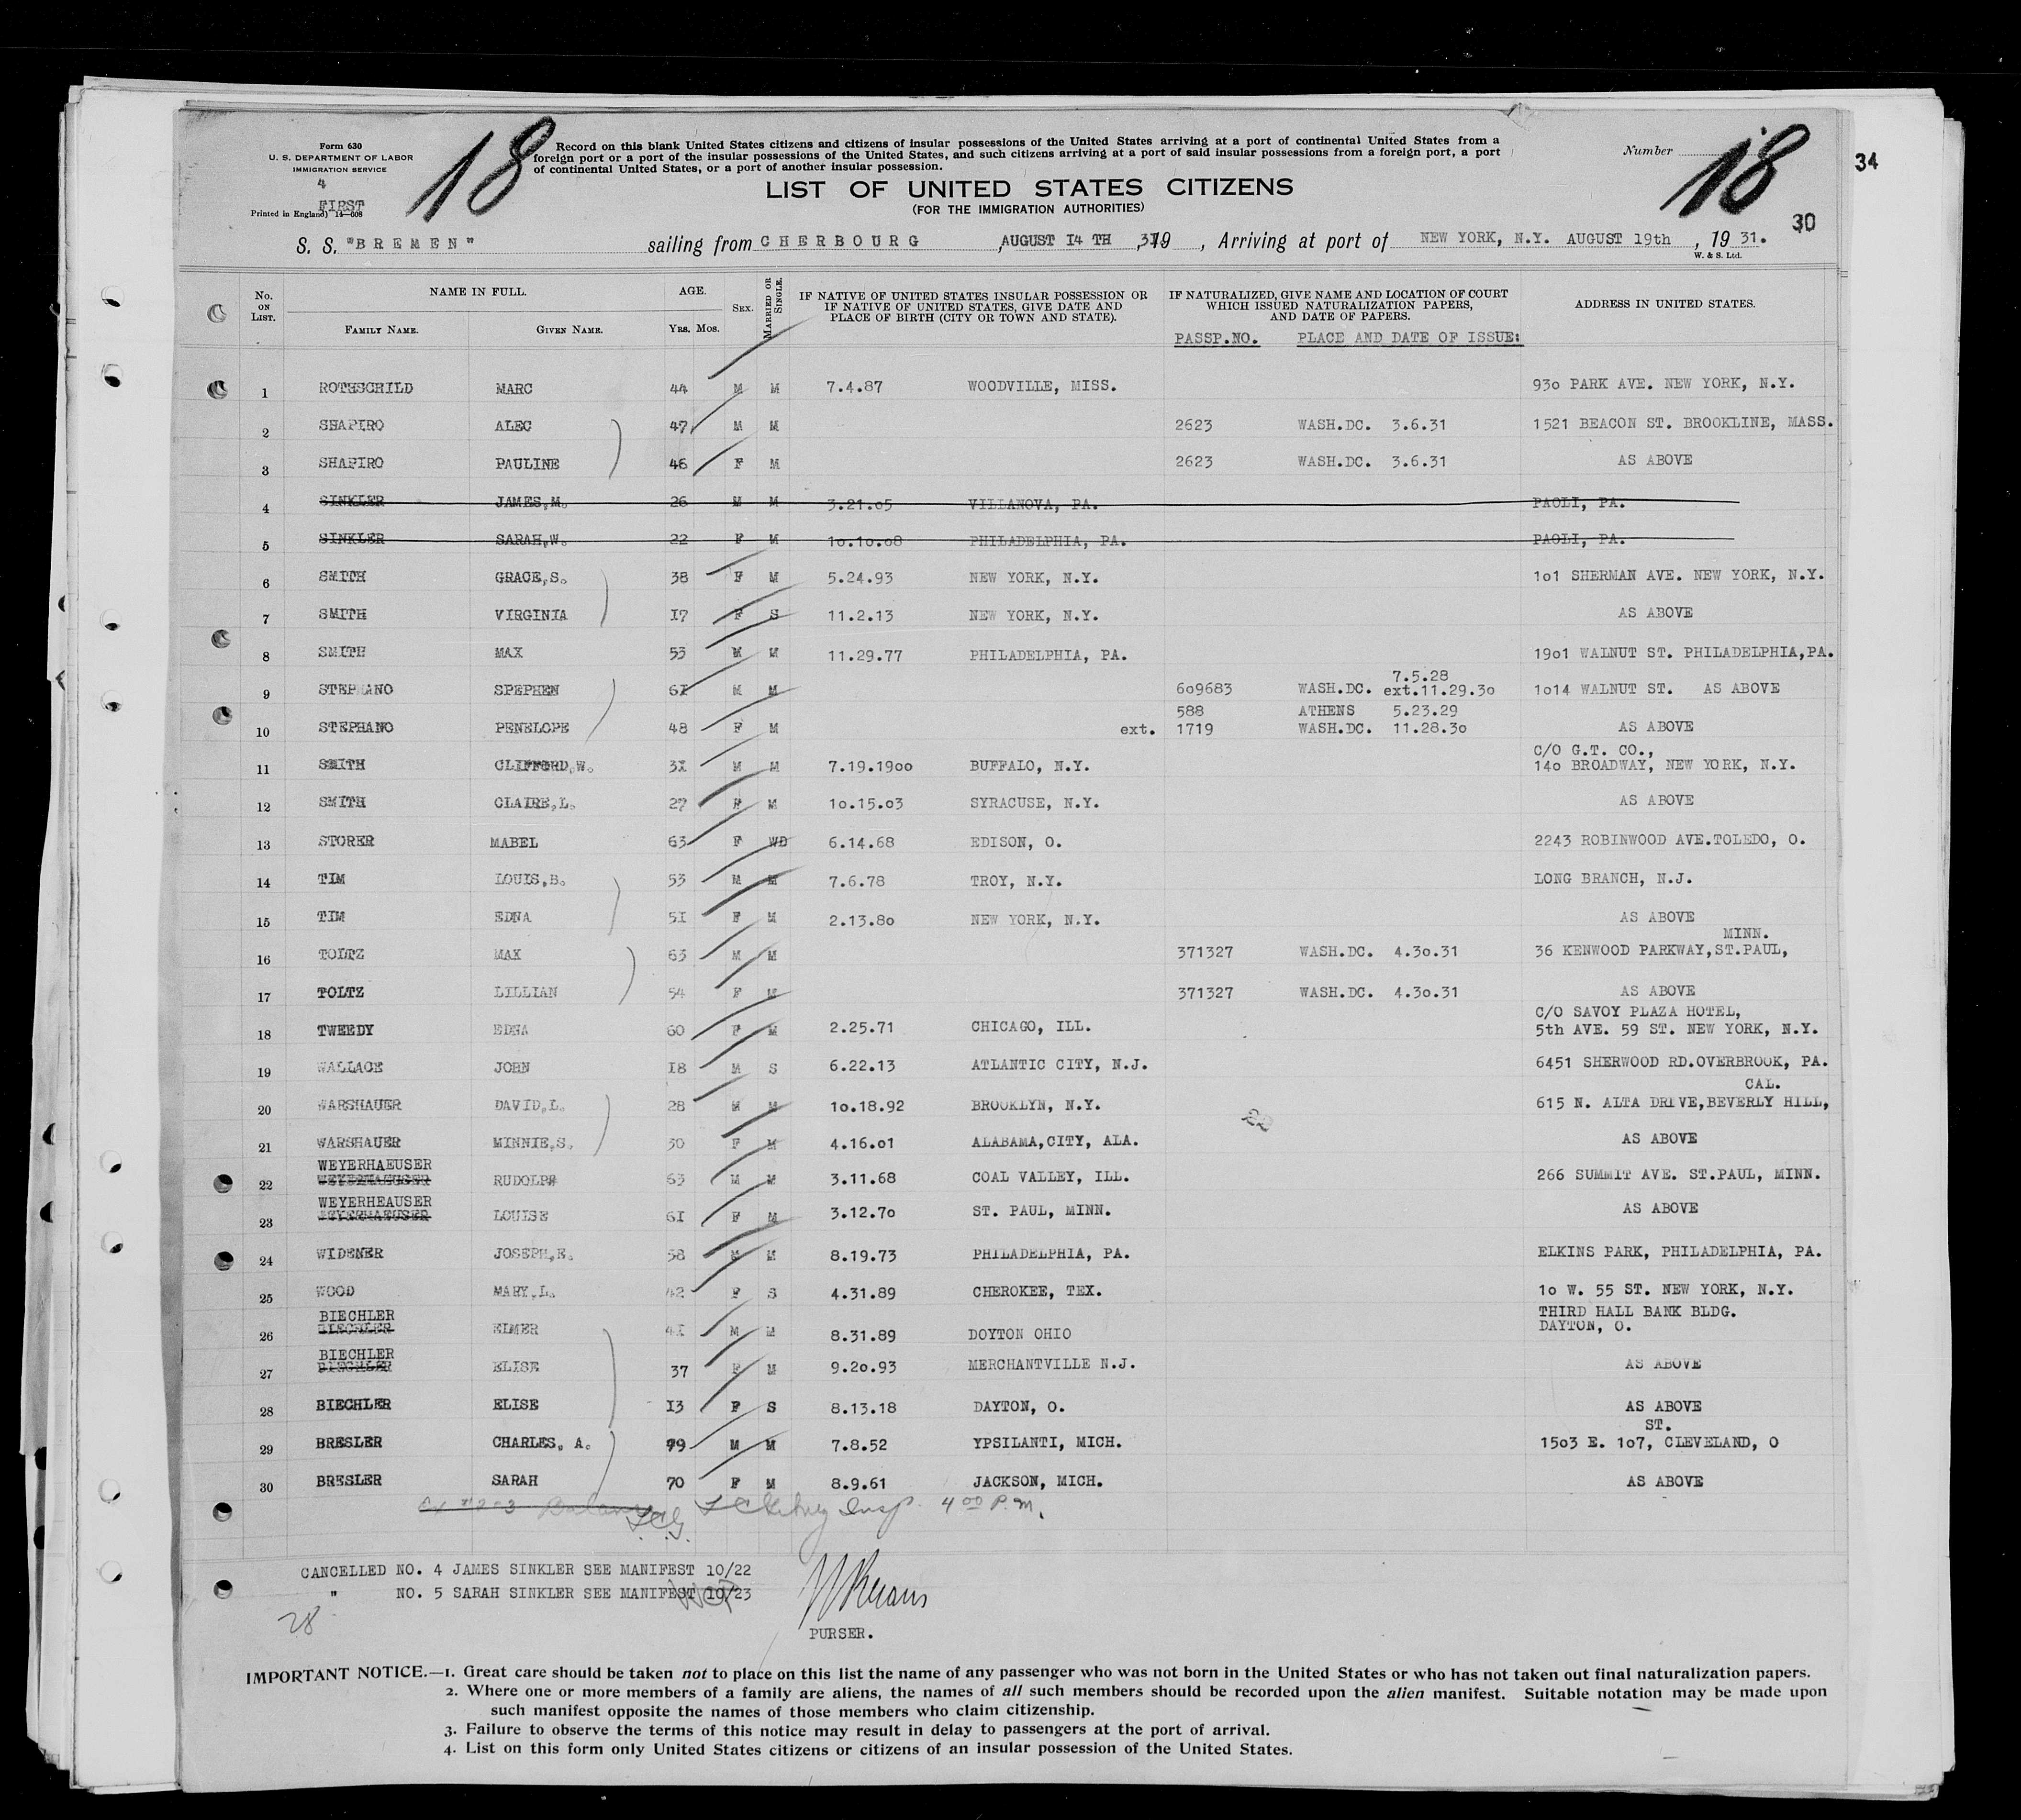 Form 630
U. S. DEPARTMENT OF LABOR
IMMIGRATION SERVICE
4
FIRST
Printed in England) 14—608
18
Record on this blank United States citizens and citizens of insular possessions of the United States arriving at a port of continental United States from a
foreign port or a port of the insular possessions of the United States, and such citizens arriving at a port of said insular possessions from a foreign port, a port
of continental United States, or a port of another insular possession.
Number
18
34
30
LIST OF UNITED STATES CITIZENS
(FOR THE IMMIGRATION AUTHORITIES)
S. S. "BREMEN" sailing from CHERBOURG , AUGUST 14 TH , 19 31 , Arriving at port of NEW YORK, N.Y. AUGUST 19th , 19 31.
W. & S. Ltd.
No. ON LIST. NAME IN FULL. FAMILY NAME. GIVEN NAME. AGE. YRS. MOS. SEX. MARRIED OR SINGLE. IF NATIVE OF UNITED STATES INSULAR POSSESSION OR IF NATIVE OF UNITED STATES, GIVE DATE AND PLACE OF BIRTH (CITY OR TOWN AND STATE). IF NATURALIZED, GIVE NAME AND LOCATION OF COURT WHICH ISSUED NATURALIZATION PAPERS, AND DATE OF PAPERS. ADDRESS IN UNITED STATES.
PASSP.NO. PLACE AND DATE OF ISSUE:
1 ROTHSCHILD MARC 44 M M 7.4.87 WOODVILLE, MISS. 930 PARK AVE. NEW YORK, N.Y.
2 SHAPIRO ALEC 47 M M 2623 WASH.DC. 3.6.31 1521 BEACON ST. BROOKLINE, MASS.
3 SHAPIRO PAULINE 46 F M 2623 WASH.DC. 3.6.31 AS ABOVE
4 SINKLER JAMES,M. 26 M M 3.21.05 VILLANOVA, PA. PAOLI, PA.
5 SINKLER SARAH,W. 22 F M 10.10.08 PHILADELPHIA, PA. PAOLI, PA.
6 SMITH GRACE,S. 38 F M 5.24.93 NEW YORK, N.Y. 101 SHERMAN AVE. NEW YORK, N.Y.
7 SMITH VIRGINIA 17 F S 11.2.13 NEW YORK, N.Y. AS ABOVE
8 SMITH MAX 53 M M 11.29.77 PHILADELPHIA, PA. 1901 WALNUT ST. PHILADELPHIA,PA.
7.5.28
9 STEPHANO SPEPHEN 61 M M 609683 WASH.DC. ext.11.29.30 1014 WALNUT ST. AS ABOVE
588 ATHENS 5.23.29
10 STEPHANO PENELOPE 48 F M ext. 1719 WASH.DC. 11.28.30 AS ABOVE
C/O G.T. CO.,
11 SMITH CLIFFORD,W. 31 M M 7.19.1900 BUFFALO, N.Y. 140 BROADWAY, NEW YORK, N.Y.
12 SMITH CLAIRE,L. 27 F M 10.15.03 SYRACUSE, N.Y. AS ABOVE
13 STORER MABEL 63 F WD 6.14.68 EDISON, O. 2243 ROBINWOOD AVE.TOLEDO, O.
14 TIM LOUIS,B. 53 M M 7.6.78 TROY, N.Y. LONG BRANCH, N.J.
15 TIM EDNA 51 F M 2.13.80 NEW YORK, N.Y. AS ABOVE
MINN.
16 TOLTZ MAX 63 M M 371327 WASH.DC. 4.30.31 36 KENWOOD PARKWAY,ST.PAUL,
17 TOLTZ LILLIAN 54 F M 371327 WASH.DC. 4.30.31 AS ABOVE
C/O SAVOY PLAZA HOTEL,
18 TWEEDY EDNA 60 F M 2.25.71 CHICAGO, ILL. 5th AVE. 59 ST. NEW YORK, N.Y.
19 WALLACE JOHN 18 M S 6.22.13 ATLANTIC CITY, N.J. 6451 SHERWOOD RD.OVERBROOK, PA.
CAL.
20 WARSHAUER DAVID,L. 28 M M 10.18.92 BROOKLYN, N.Y. 22 615 N. ALTA DRIVE,BEVERLY HILL,
21 WARSHAUER MINNIE,S. 30 F M 4.16.01 ALABAMA,CITY, ALA. AS ABOVE
WEYERHAEUSER
22 RUDOLPH 63 M M 3.11.68 COAL VALLEY, ILL. 266 SUMMIT AVE. ST.PAUL, MINN.
WEYERHEAUSER
23 WEYERHAEUSER LOUISE 61 F M 3.12.70 ST. PAUL, MINN. AS ABOVE
24 WIDENER JOSEPH,E. 58 M M 8.19.73 PHILADELPHIA, PA. ELKINS PARK, PHILADELPHIA, PA.
25 WOOD MARY,L. 42 F S 4.31.89 CHEROKEE, TEX. 10 W. 55 ST. NEW YORK, N.Y.
BIECHLER THIRD HALL BANK BLDG.
26 ELMER 41 M M 8.31.89 DOYTON OHIO DAYTON, O.
BIECHLER
27 ELISE 37 F M 9.20.93 MERCHANTVILLE N.J. AS ABOVE
28 BIECHLER ELISE 13 F S 8.13.18 DAYTON, O. AS ABOVE
ST.
29 BRESLER CHARLES, A. 79 M M 7.8.52 YPSILANTI, MICH. 1503 E. 107, CLEVELAND, O
30 BRESLER SARAH 70 F M 8.9.61 JACKSON, MICH. AS ABOVE
Insp. 4 00 P.M.
CANCELLED NO. 4 JAMES SINKLER SEE MANIFEST 10/22
" NO. 5 SARAH SINKLER SEE MANIFEST 10/23
28
PURSER.
IMPORTANT NOTICE.—1. Great care should be taken not to place on this list the name of any passenger who was not born in the United States or who has not taken out final naturalization papers.
2. Where one or more members of a family are aliens, the names of all such members should be recorded upon the alien manifest. Suitable notation may be made upon
such manifest opposite the names of those members who claim citizenship.
3. Failure to observe the terms of this notice may result in delay to passengers at the port of arrival.
4. List on this form only United States citizens or citizens of an insular possession of the United States.